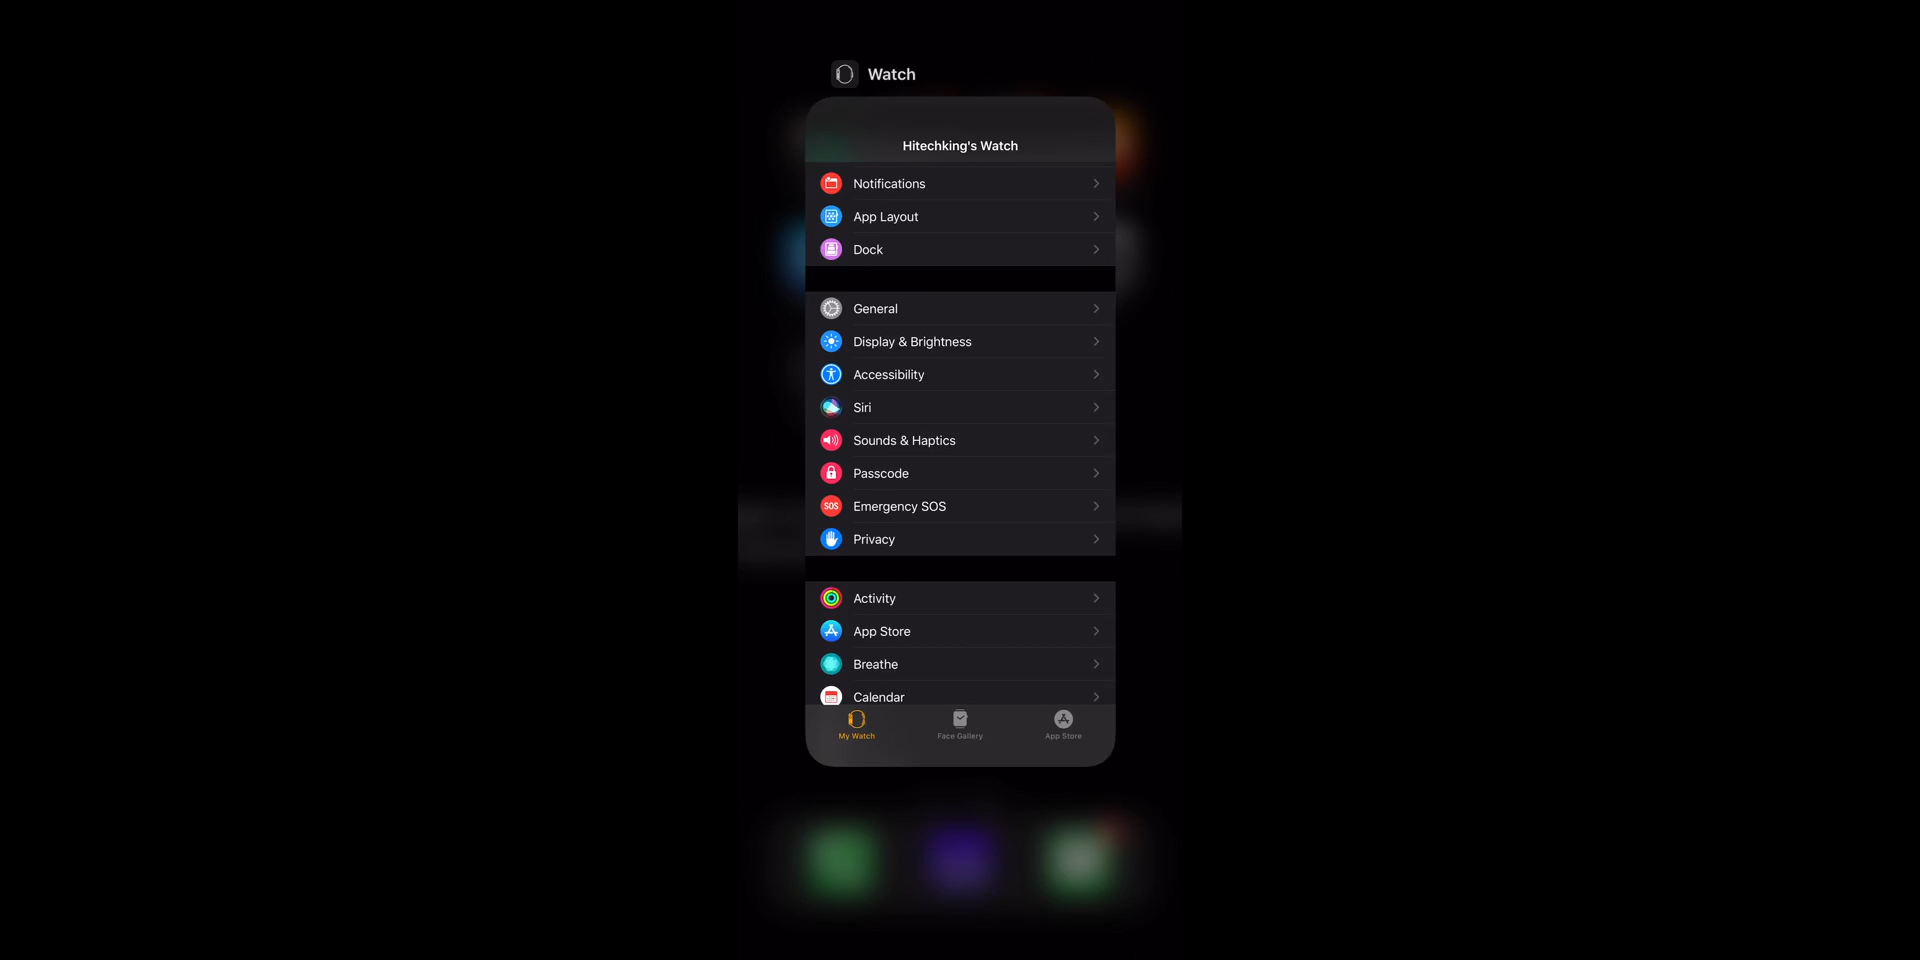 Watch
Hitechking's Watch
Notifications
App Layout
Dock
General
Display & Brightness
Accessibility
Siri
Sounds & Haptics
Passcode
SOS
Emergency SOS
Privacy
Activity
App Store
Breathe
Calendar
My Watch
Face Gallery
App Store